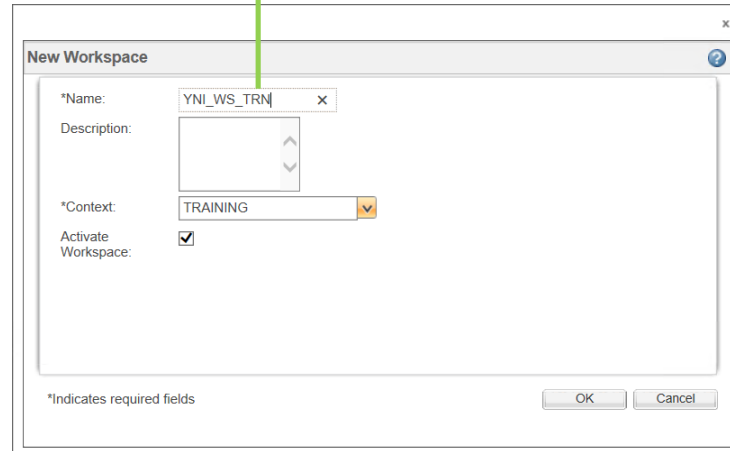 x
New Workspace ?
*Name: YNI_WS_TRN x
Description:
*Context: TRAINING
Activate
Workspace:
*Indicates required fields OK Cancel